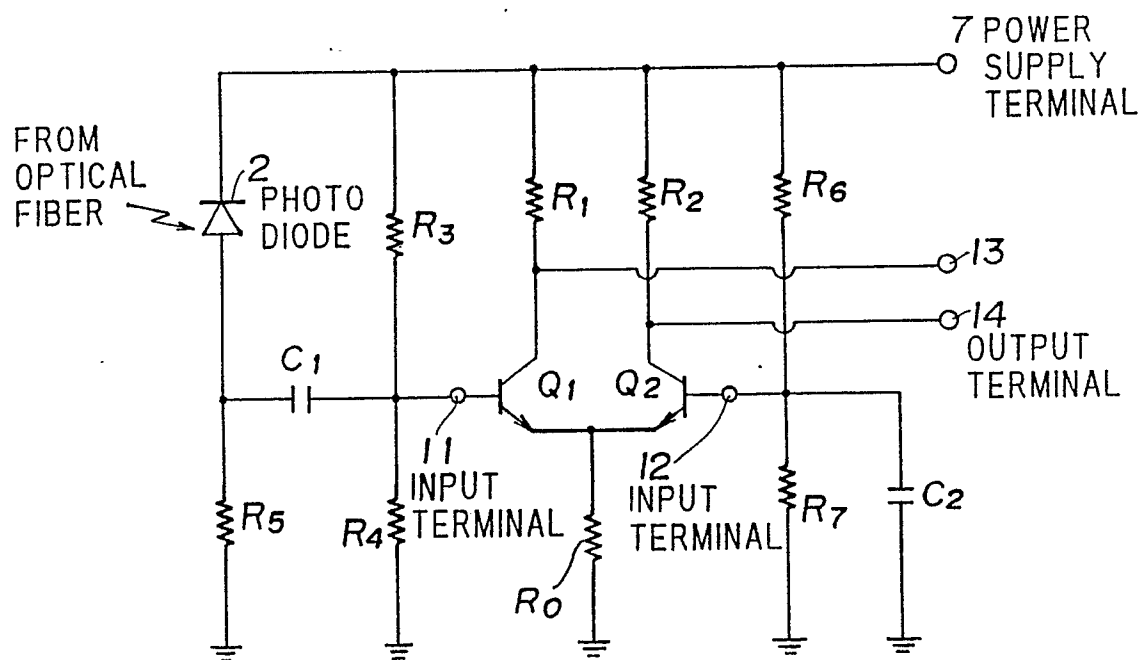 7 POWER
SUPPLY
TERMINAL
FROM
OPTICAL
FIBER
2 PHOTO
DIODE
R3
R1
R2
R6
13
14
OUTPUT
TERMINAL
C1
Q1
Q2
11
INPUT
TERMINAL
12
INPUT
TERMINAL
R5
R4
R7
C2
R0